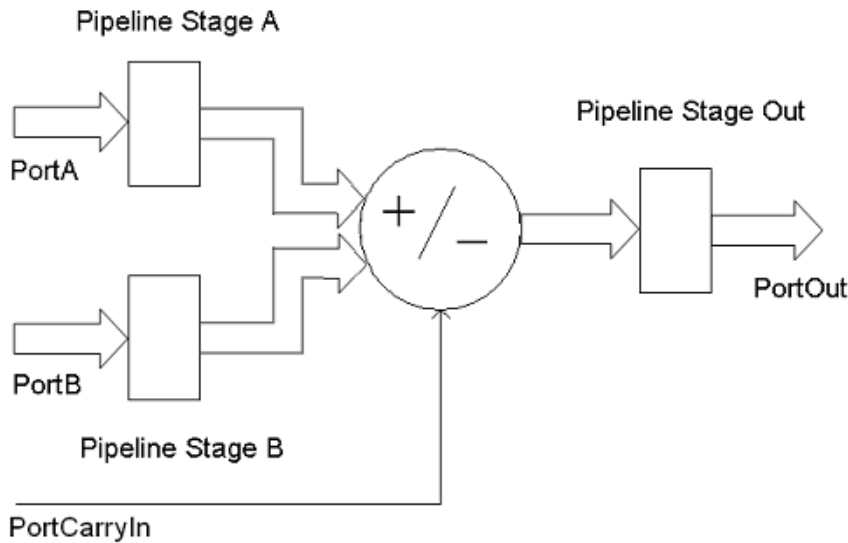 Pipeline Stage A
Pipeline Stage Out
PortA
+
/
−
PortOut
PortB
Pipeline Stage B
PortCarryIn